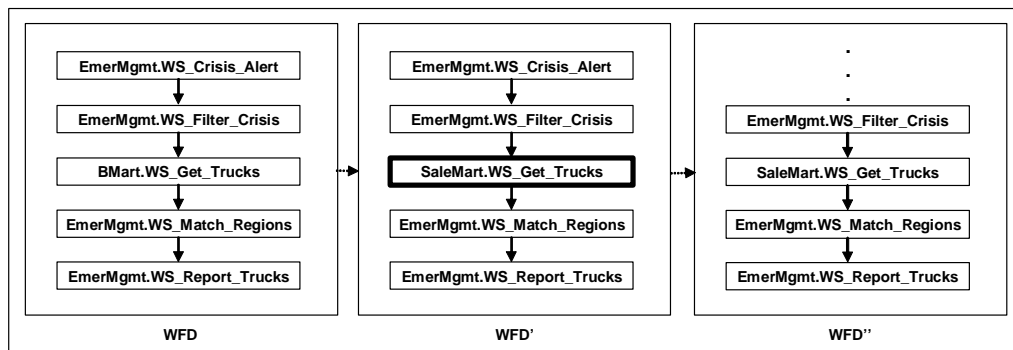 EmerMgmt.WS_Crisis_Alert
EmerMgmt.WS_Filter_Crisis
BMart.WS_Get_Trucks
EmerMgmt.WS_Match_Regions
EmerMgmt.WS_Report_Trucks
WFD
EmerMgmt.WS_Crisis_Alert
EmerMgmt.WS_Filter_Crisis
SaleMart.WS_Get_Trucks
EmerMgmt.WS_Match_Regions
EmerMgmt.WS_Report_Trucks
WFD'
.
.
.
EmerMgmt.WS_Filter_Crisis
SaleMart.WS_Get_Trucks
EmerMgmt.WS_Match_Regions
EmerMgmt.WS_Report_Trucks
WFD''